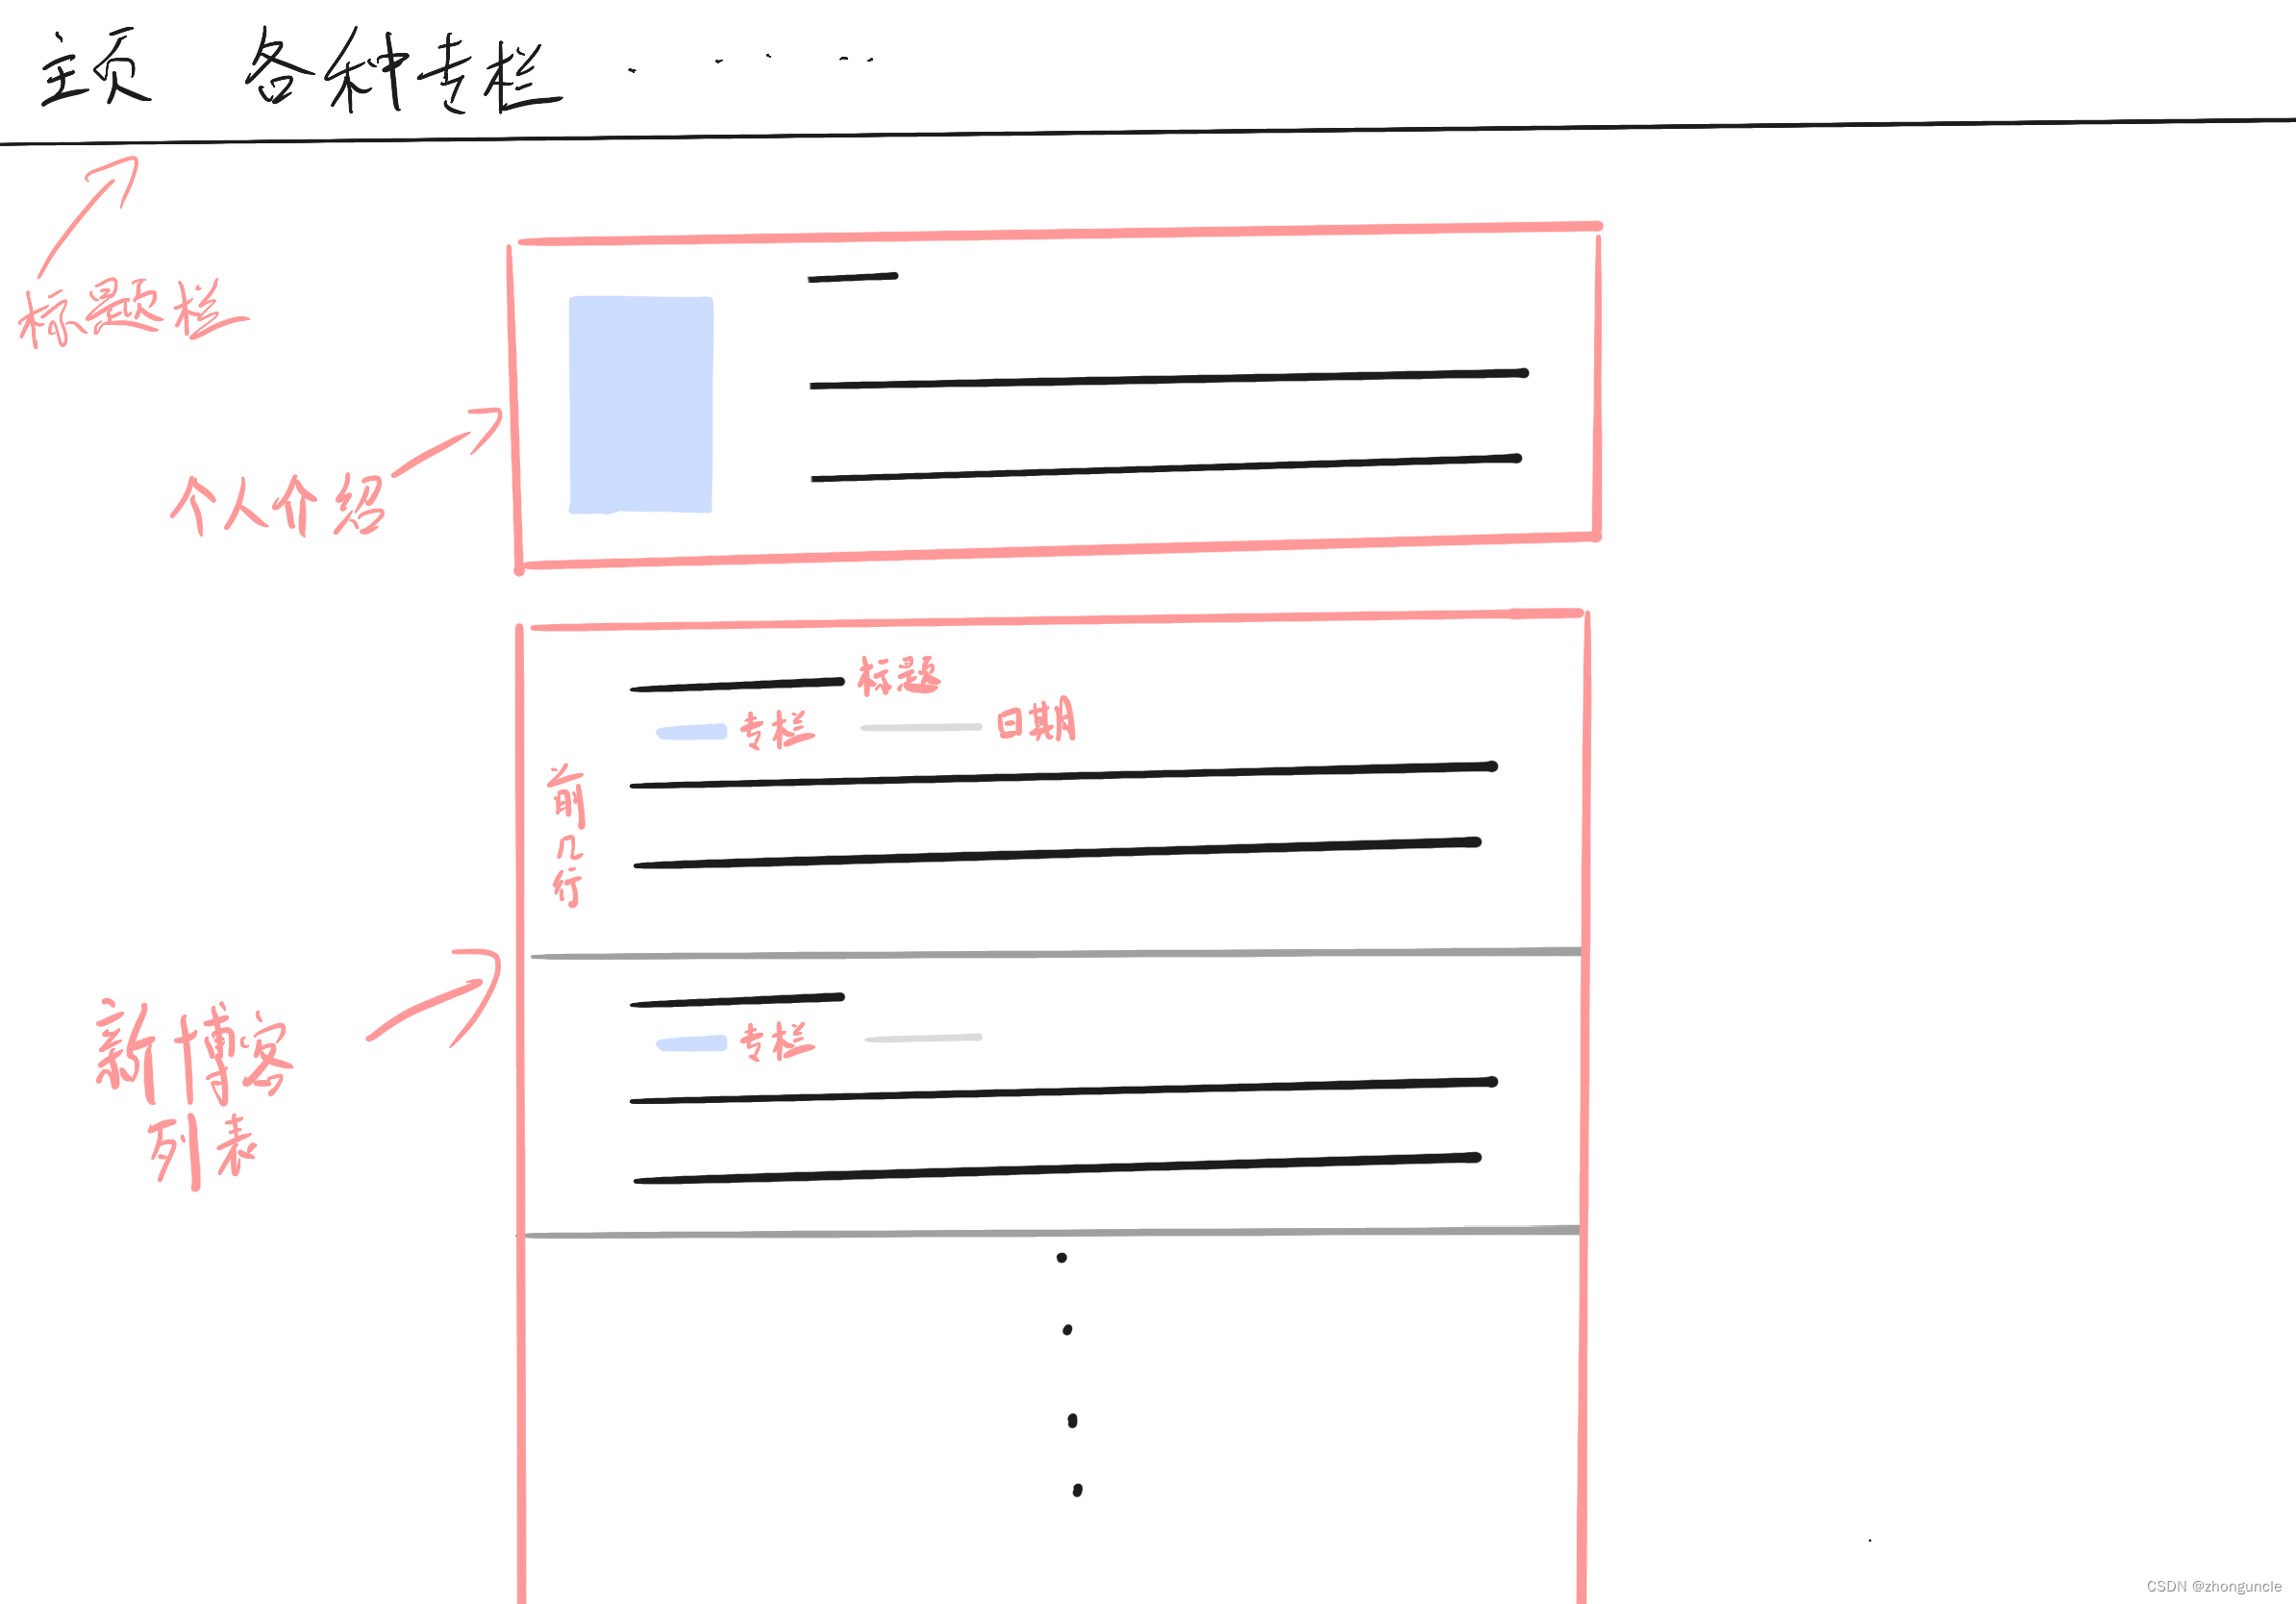 主页 各种专栏 . . . . .
标题栏
个人介绍
标题
专栏 日期
前几行
新博客
列表
专栏
CSDN @zhonguncle